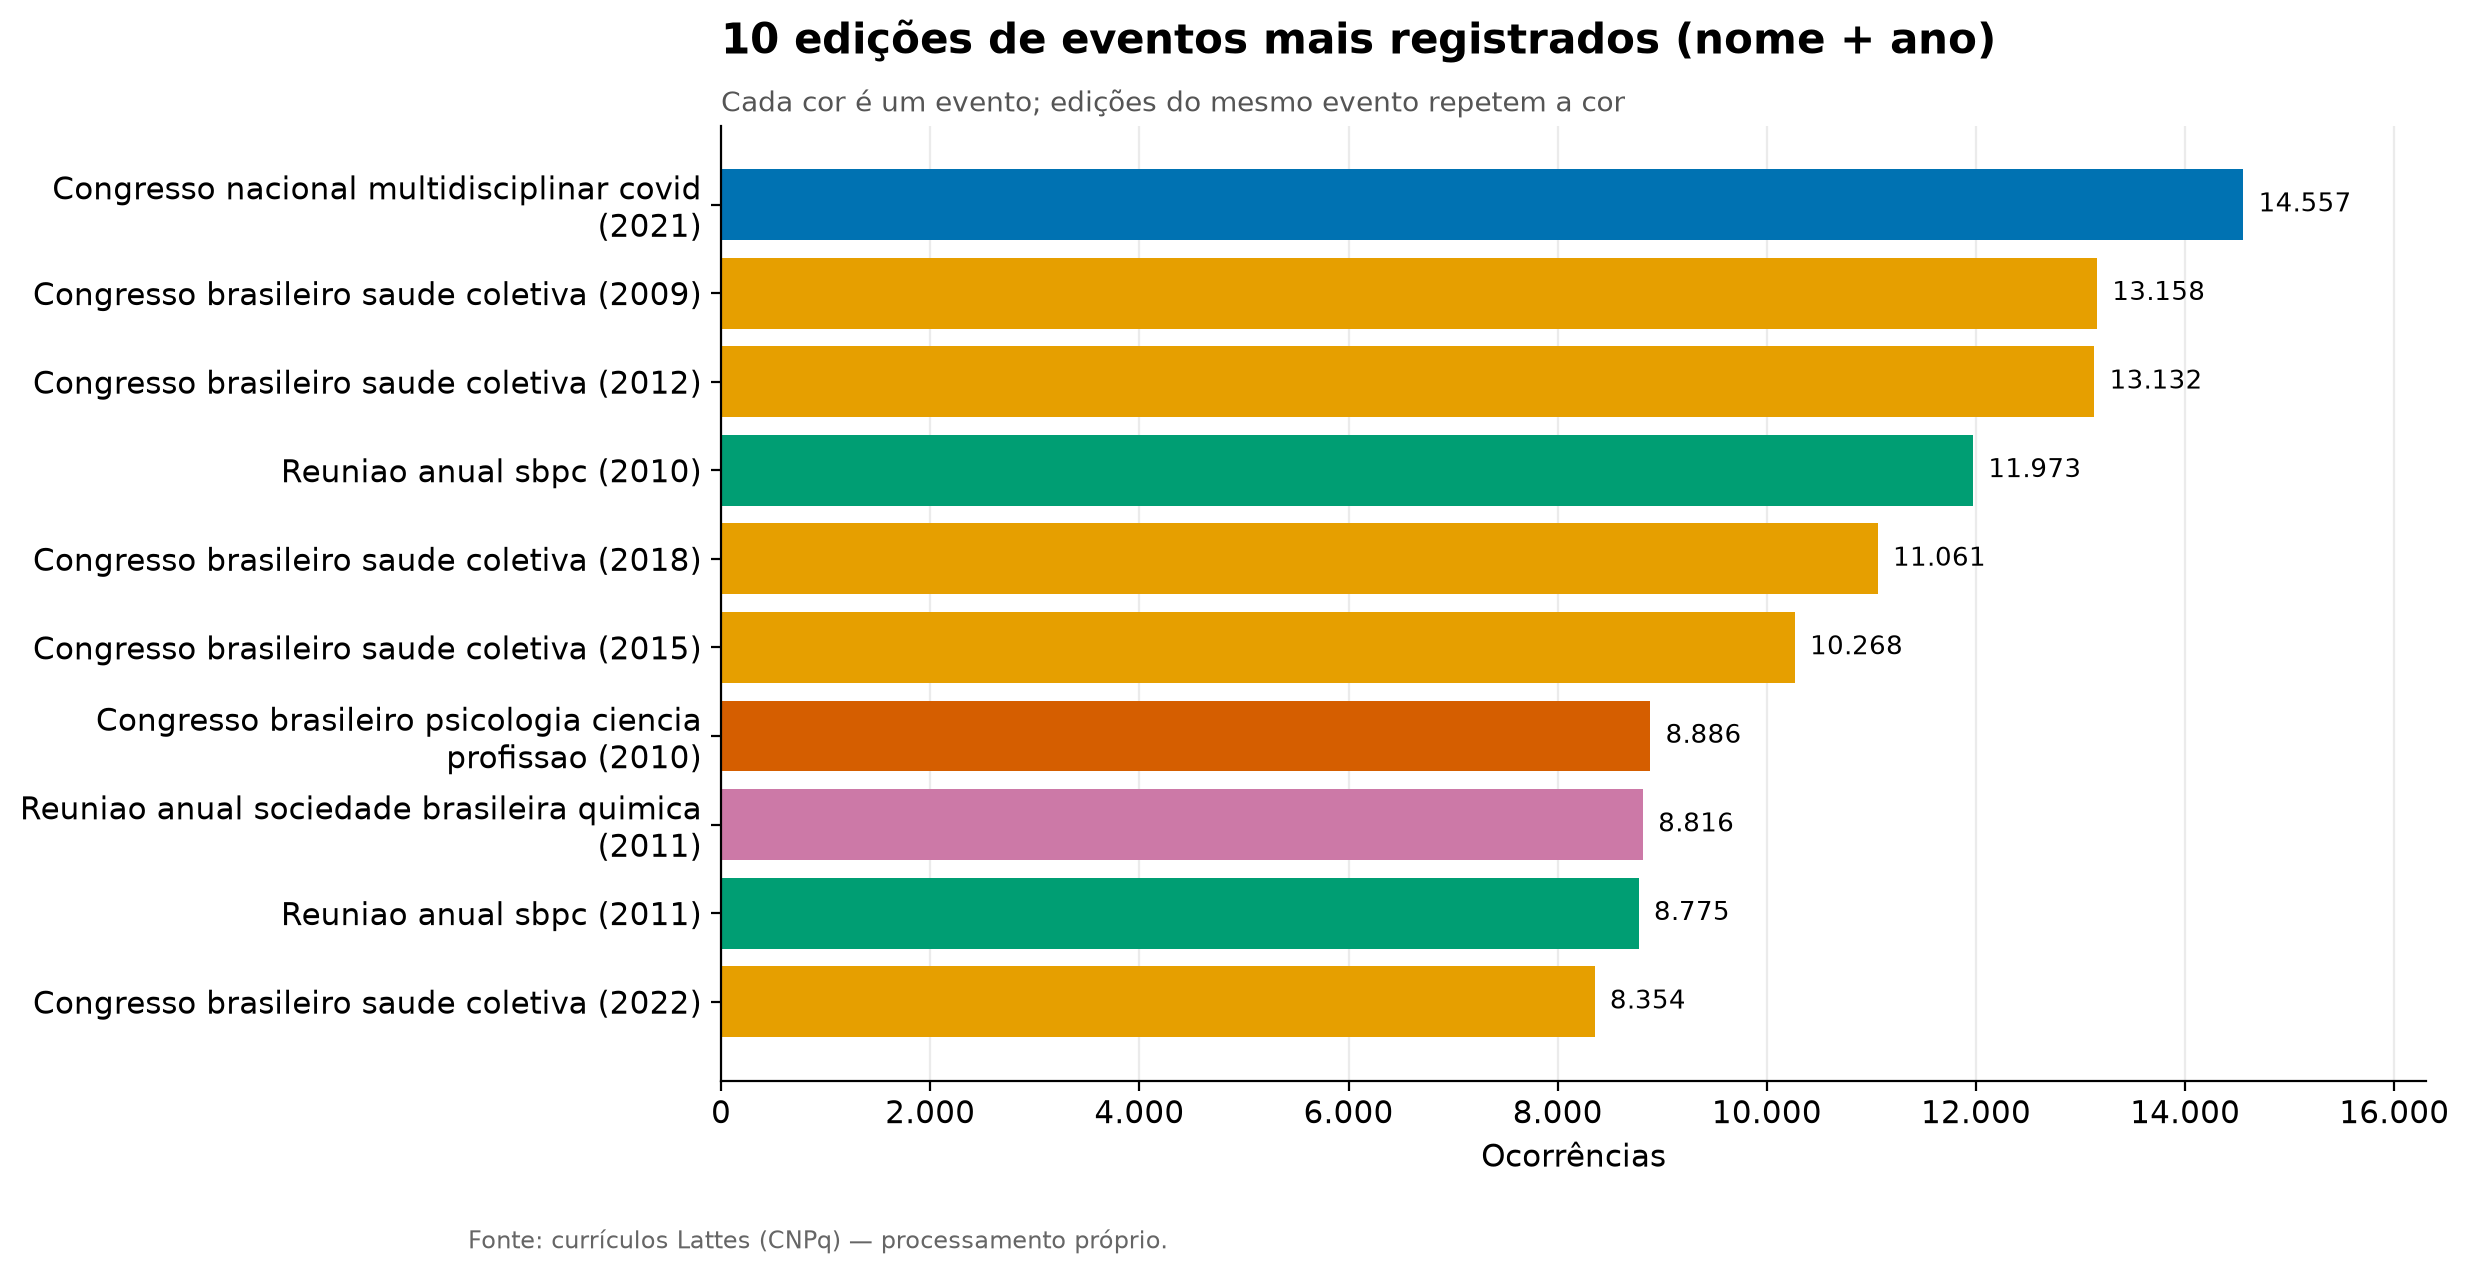 10 edições de eventos mais registrados (nome + ano)
Cada cor é um evento; edições do mesmo evento repetem a cor
Congresso nacional multidisciplinar covid
(2021)
14.557
Congresso brasileiro saude coletiva (2009)
13.158
Congresso brasileiro saude coletiva (2012)
13.132
Reuniao anual sbpc (2010)
11.973
Congresso brasileiro saude coletiva (2018)
11.061
Congresso brasileiro saude coletiva (2015)
10.268
Congresso brasileiro psicologia ciencia
profissao (2010)
8.886
Reuniao anual sociedade brasileira quimica
(2011)
8.816
Reuniao anual sbpc (2011)
8.775
Congresso brasileiro saude coletiva (2022)
8.354
0 2.000 4.000 6.000 8.000 10.000 12.000 14.000 16.000
Ocorrências
Fonte: currículos Lattes (CNPq) — processamento próprio.